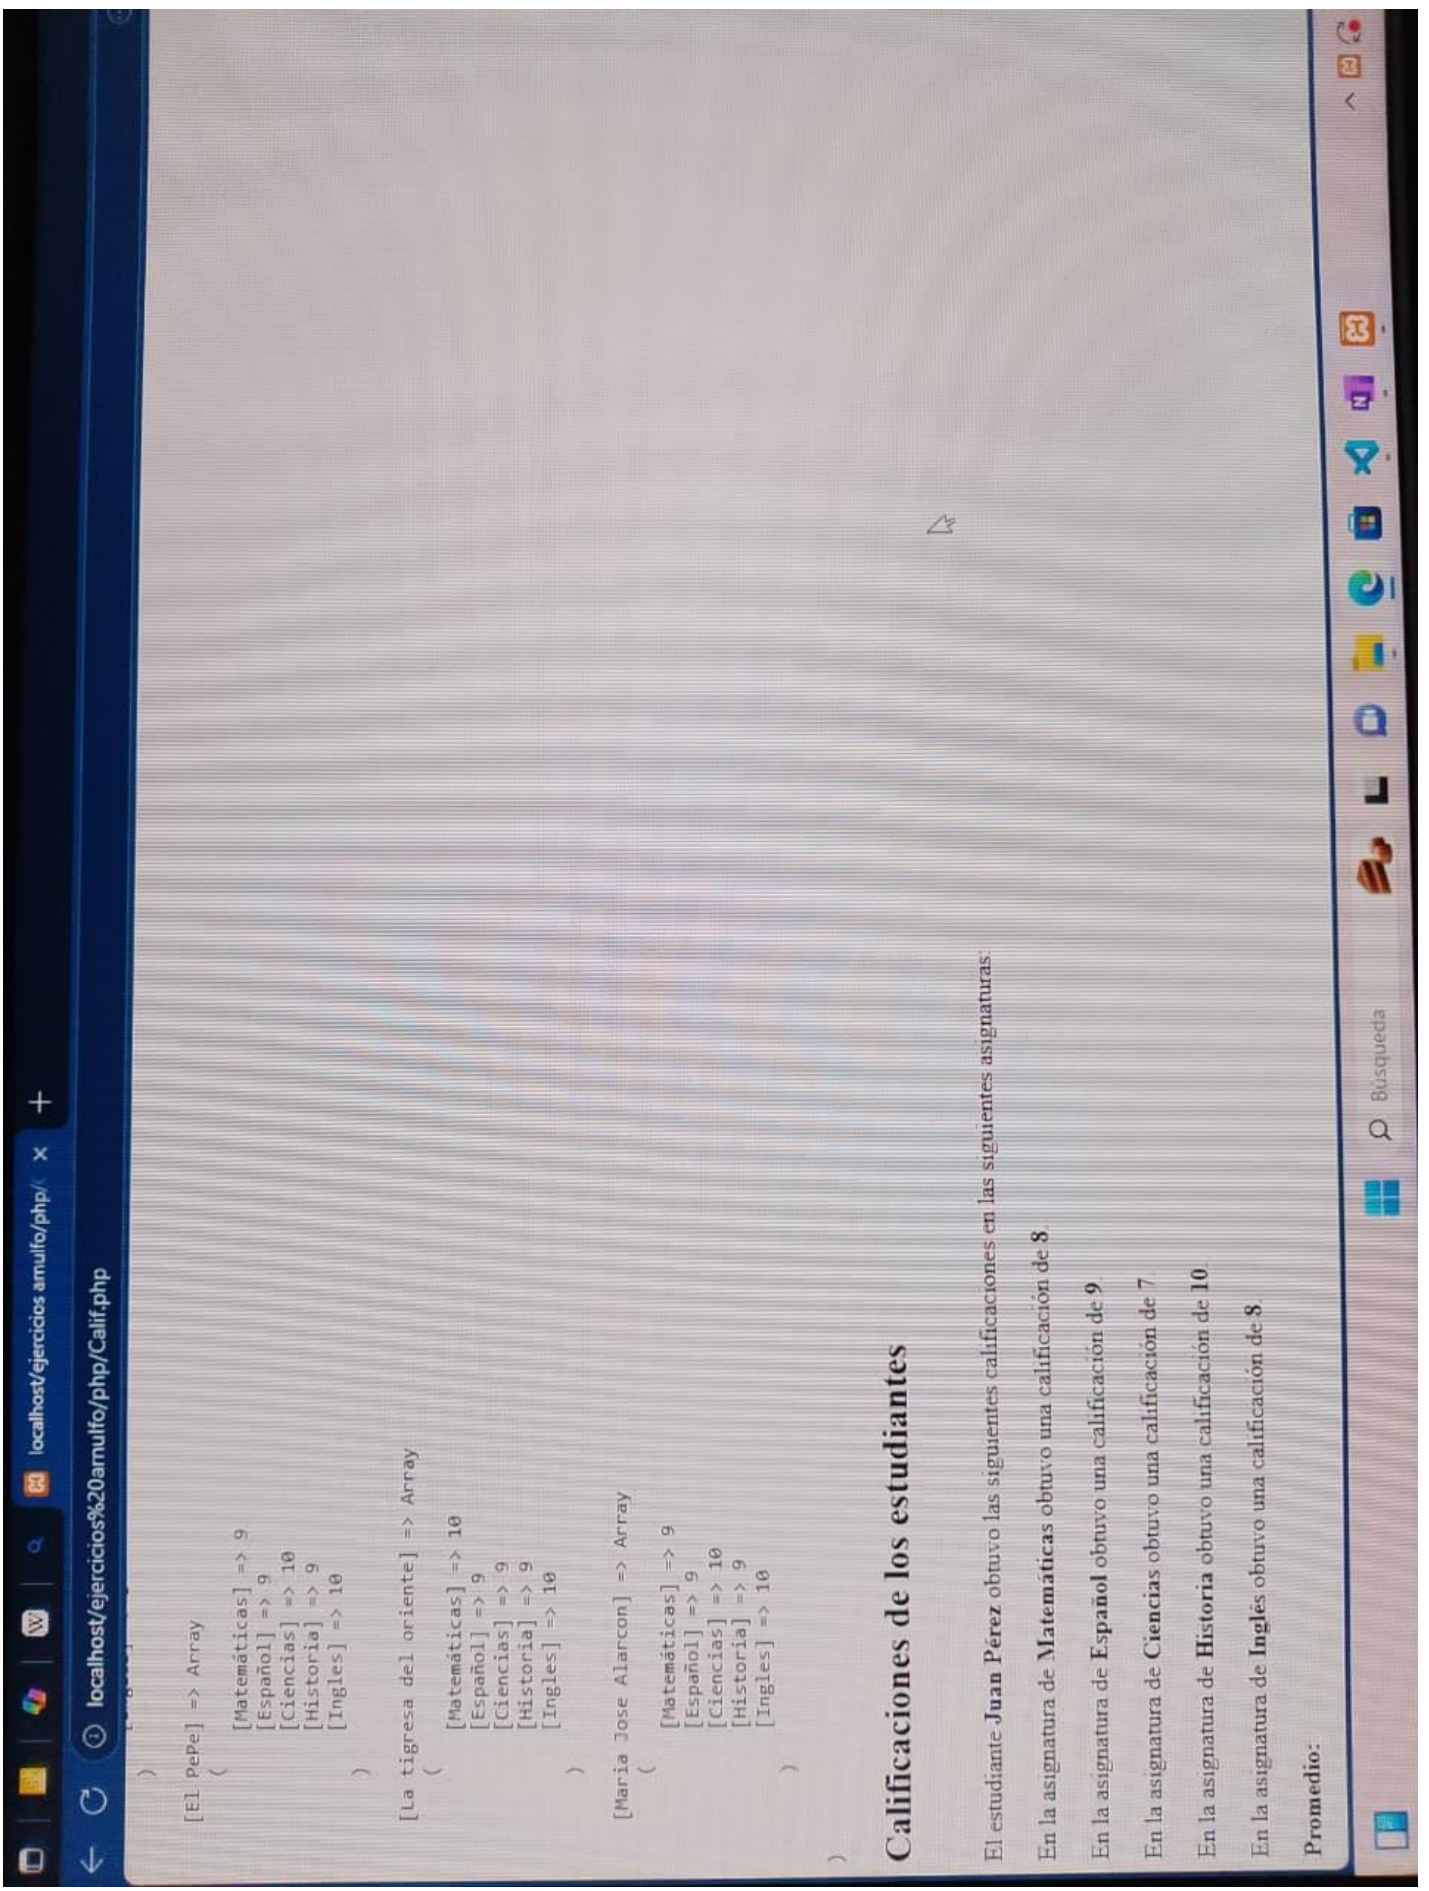 localhost/ejercicios arnulfo/php/
localhost/ejercicios%20arnulfo/php/Calif.php
)
[El PePe] => Array
(
[Matemáticas] => 9
[Español] => 9
[Ciencias] => 10
[Historia] => 9
[Ingles] => 10
)
[La tigresa del oriente] => Array
(
[Matemáticas] => 10
[Español] => 9
[Ciencias] => 9
[Historia] => 9
[Ingles] => 10
)
[Maria Jose Alarcon] => Array
(
[Matemáticas] => 9
[Español] => 9
[Ciencias] => 10
[Historia] => 9
[Ingles] => 10
)
)
Calificaciones de los estudiantes
El estudiante Juan Pérez obtuvo las siguientes calificaciones en las siguientes asignaturas:
En la asignatura de Matemáticas obtuvo una calificación de 8.
En la asignatura de Español obtuvo una calificación de 9.
En la asignatura de Ciencias obtuvo una calificación de 7.
En la asignatura de Historia obtuvo una calificación de 10.
En la asignatura de Inglés obtuvo una calificación de 8.
Promedio:
Búsqueda